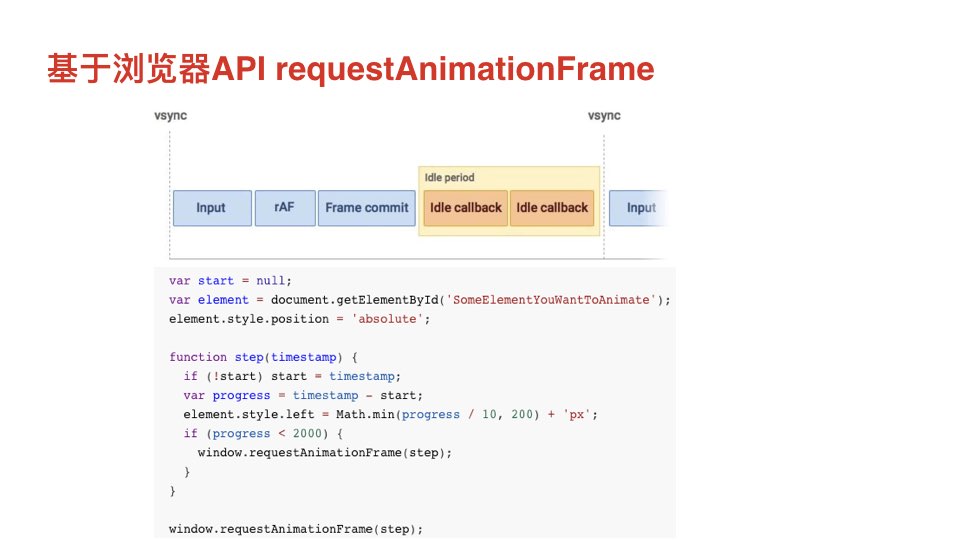 基于浏览器API requestAnimationFrame
vsync vsync
Idle period
Input rAF Frame commit Idle callback Idle callback Input
var start = null;
var element = document.getElementById('SomeElementYouWantToAnimate');
element.style.position = 'absolute';
function step(timestamp) {
  if (!start) start = timestamp;
  var progress = timestamp - start;
  element.style.left = Math.min(progress / 10, 200) + 'px';
  if (progress < 2000) {
    window.requestAnimationFrame(step);
  }
}
window.requestAnimationFrame(step);